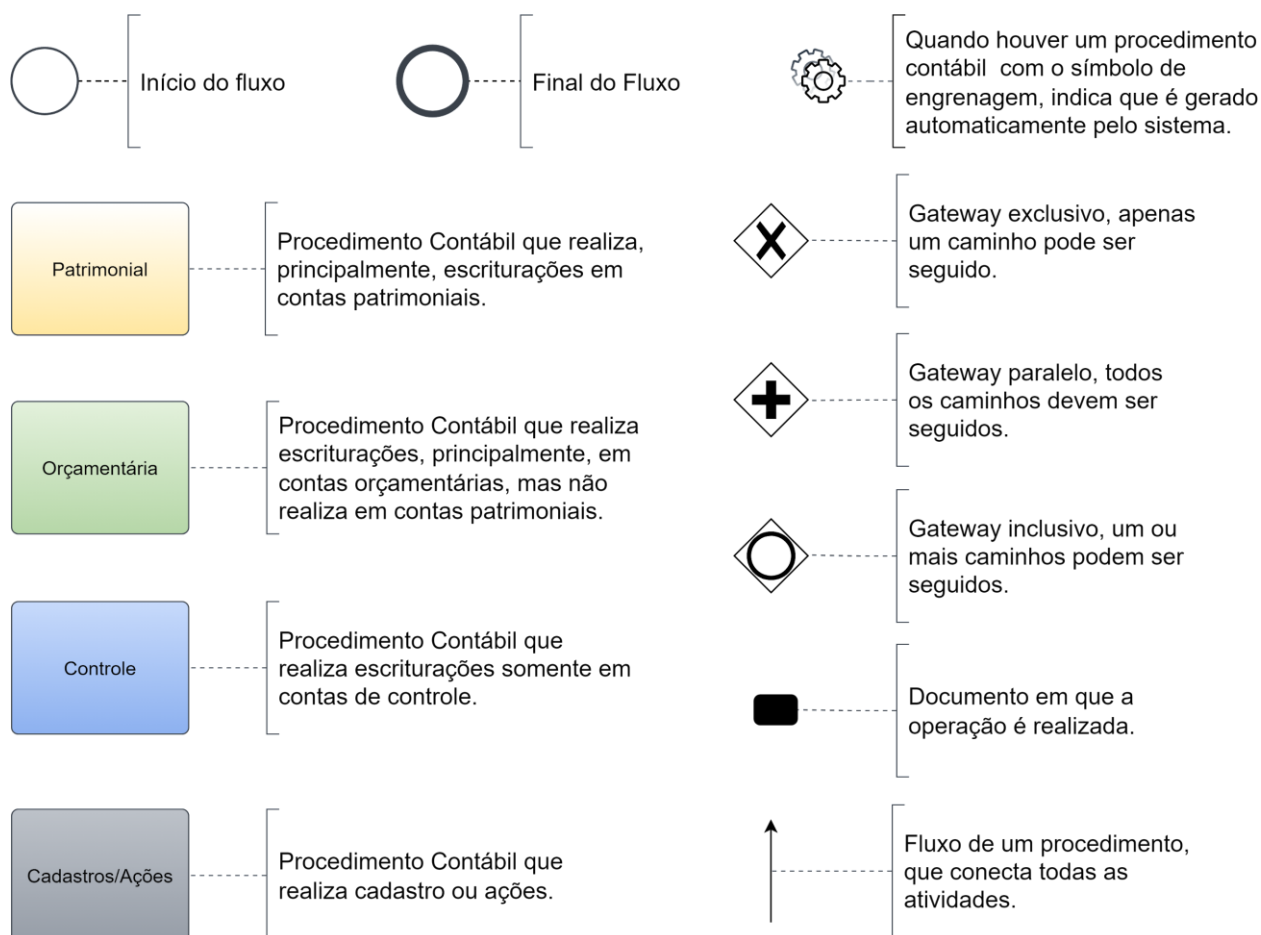 Início do fluxo
Final do Fluxo
Quando houver um procedimento
contábil com o símbolo de
engrenagem, indica que é gerado
automaticamente pelo sistema.
Patrimonial
Procedimento Contábil que realiza,
principalmente, escriturações em
contas patrimoniais.
Gateway exclusivo, apenas
um caminho pode ser
seguido.
Orçamentária
Procedimento Contábil que realiza
escriturações, principalmente, em
contas orçamentárias, mas não
realiza em contas patrimoniais.
Gateway paralelo, todos
os caminhos devem ser
seguidos.
Gateway inclusivo, um ou
mais caminhos podem ser
seguidos.
Controle
Procedimento Contábil que
realiza escriturações somente em
contas de controle.
Documento em que a
operação é realizada.
Cadastros/Ações
Procedimento Contábil que
realiza cadastro ou ações.
Fluxo de um procedimento,
que conecta todas as
atividades.